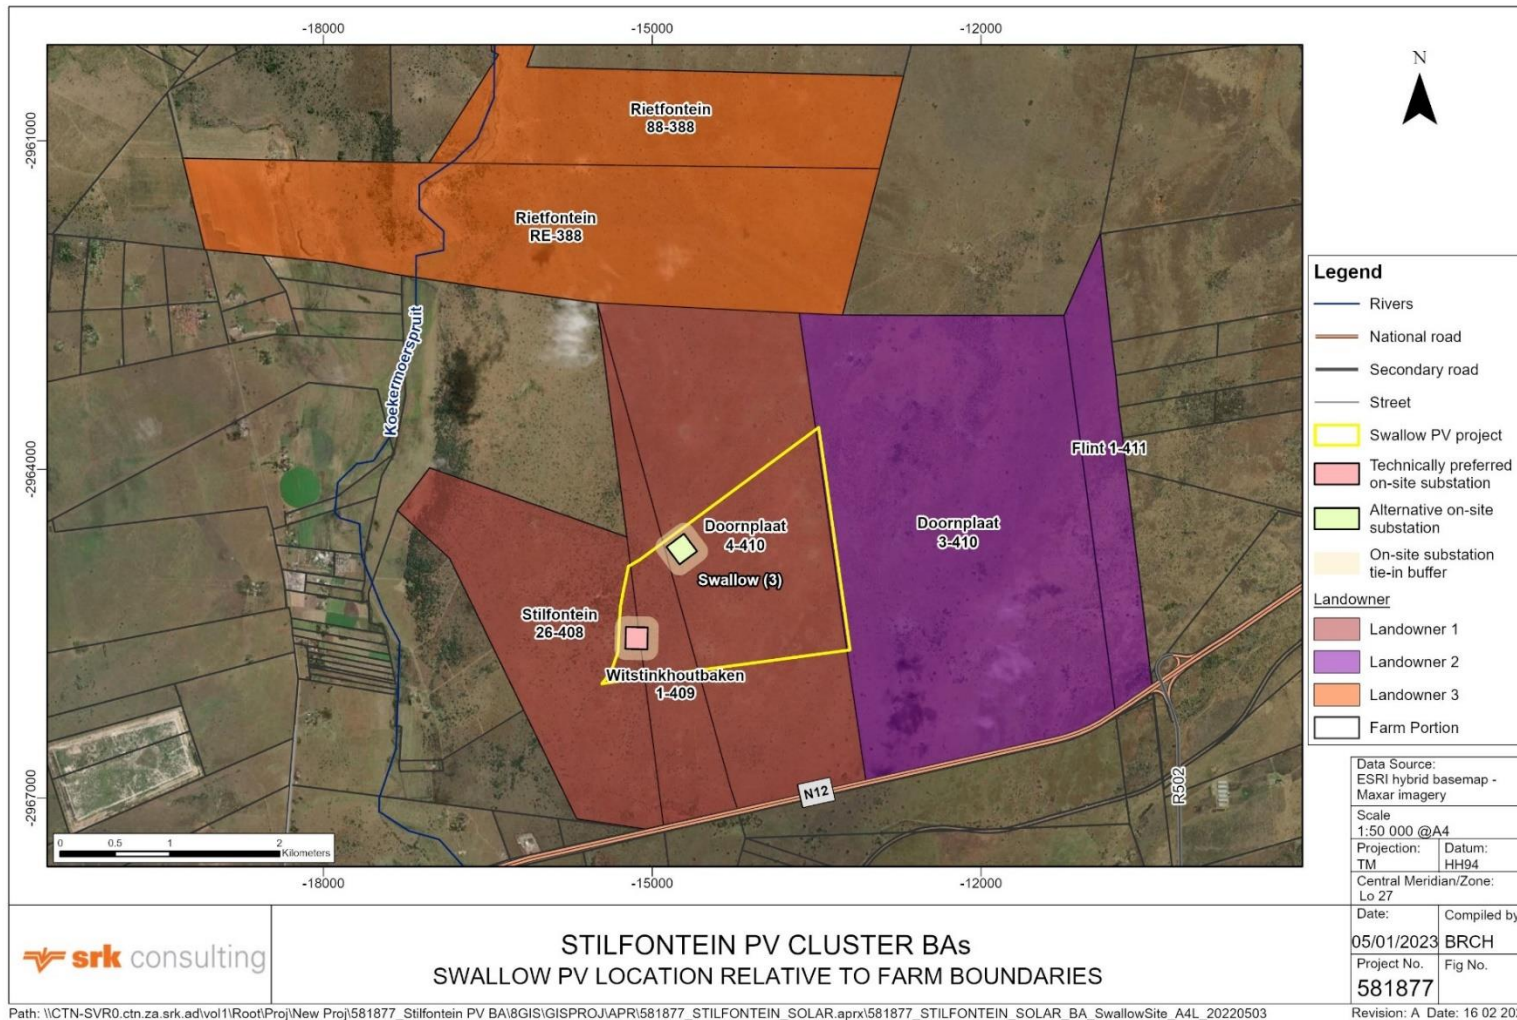 -18000
-15000
-12000
N
-2961000
-2964000
-2967000
Rietfontein
88-388
Rietfontein
RE-388
Koekermoerspruit
Flint 1-411
Doornplaat
4-410
Doornplaat
3-410
Swallow (3)
Stilfontein
26-408
Witstinkhoutbaken
1-409
N12
R502
0
0.5
1
2
Kilometers
-18000
-15000
-12000
Legend
Rivers
National road
Secondary road
Street
Swallow PV project
Technically preferred
on-site substation
Alternative on-site
substation
On-site substation
tie-in buffer
Landowner
Landowner 1
Landowner 2
Landowner 3
Farm Portion
Data Source:
ESRI hybrid basemap -
Maxar imagery
Scale
1:50 000 @A4
Projection:
TM
Datum:
HH94
Central Meridian/Zone:
Lo 27
Date:
05/01/2023
Compiled by
BRCH
Project No.
581877
Fig No.
srk consulting
STILFONTEIN PV CLUSTER BAs
SWALLOW PV LOCATION RELATIVE TO FARM BOUNDARIES
Path: \\CTN-SVR0.ctn.za.srk.ad\vol1\Root\Proj\New Proj\581877_Stilfontein PV BA\8GIS\GISPROJ\APR\581877_STILFONTEIN_SOLAR.aprx\581877_STILFONTEIN_SOLAR_BA_SwallowSite_A4L_20220503
Revision: A Date: 16 02 202